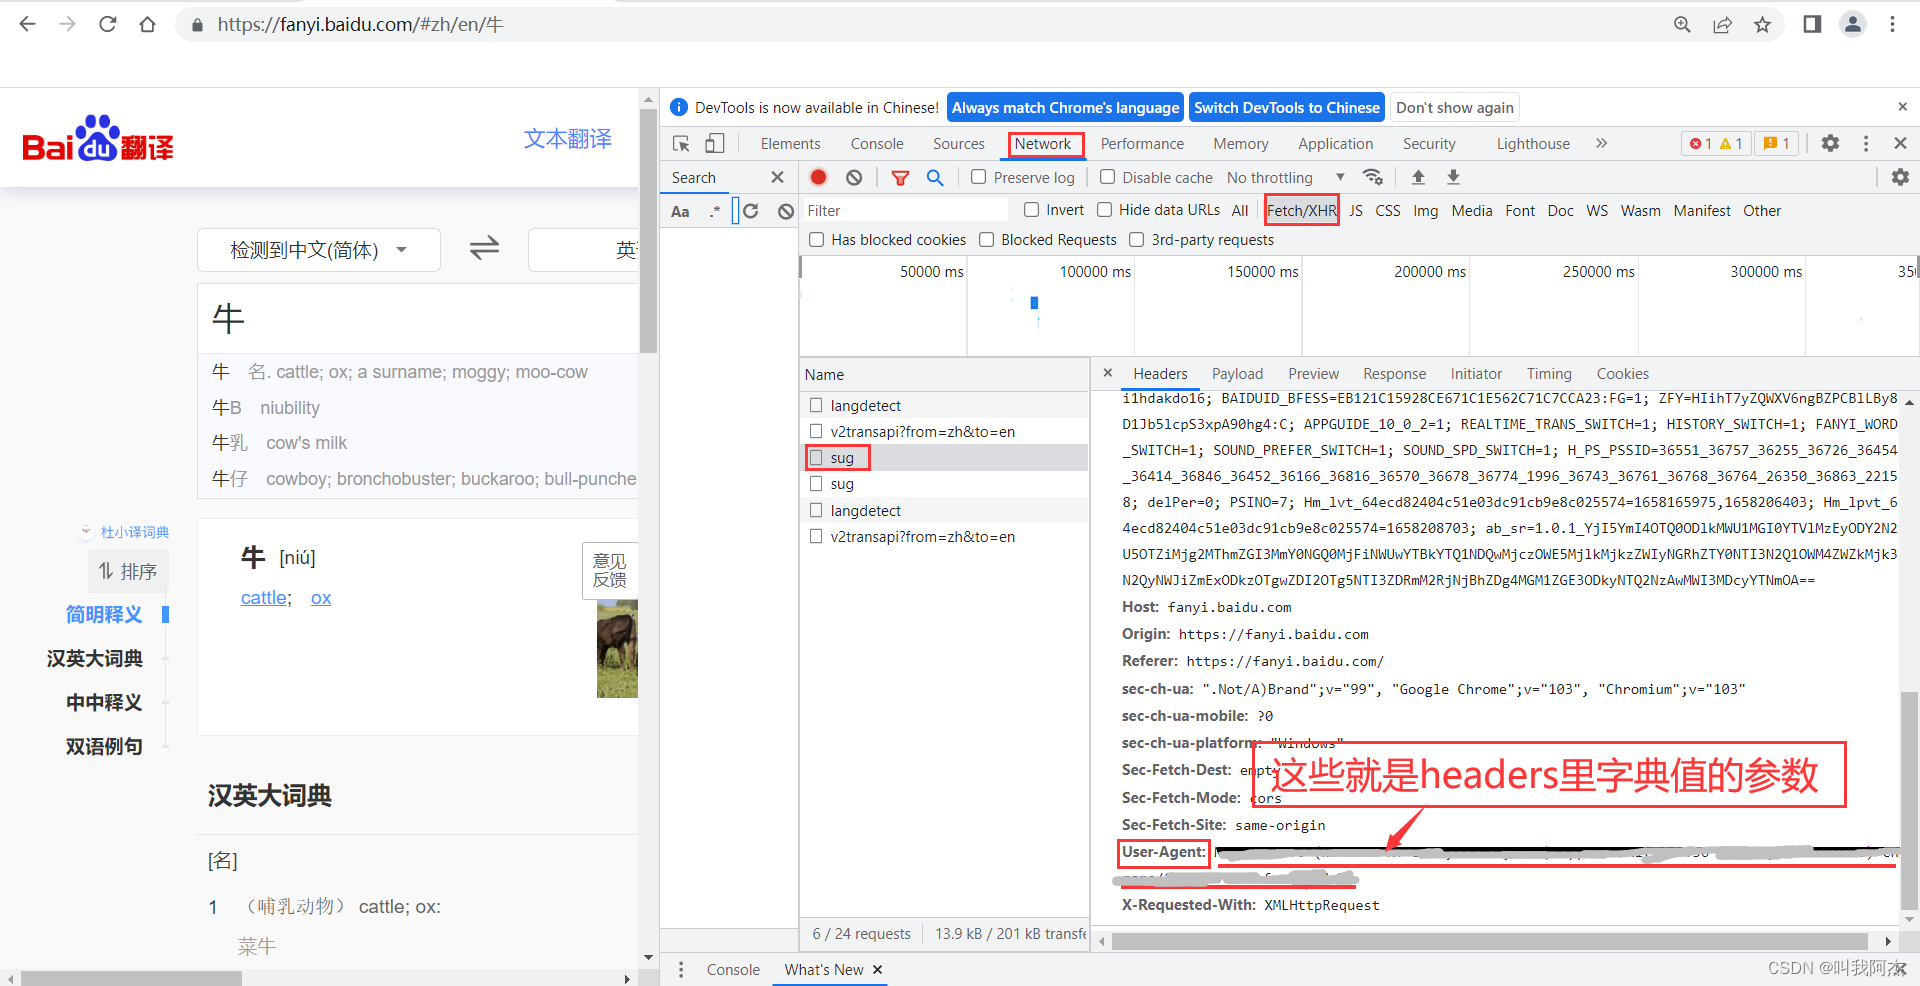 https://fanyi.baidu.com/#zh/en/牛
Bai du 翻译
文本翻译
检测到中文(简体)
英
牛
牛 名. cattle; ox; a surname; moggy; moo-cow
牛B niubility
牛乳 cow's milk
牛仔 cowboy; bronchobuster; buckaroo; bull-punche
杜小译词典
排序
简明释义
汉英大词典
中中释义
双语例句
牛 [niú]
cattle; ox
意见
反馈
汉英大词典
[名]
1 （哺乳动物） cattle; ox:
菜牛
DevTools is now available in Chinese! Always match Chrome's language Switch DevTools to Chinese Don't show again
Elements Console Sources Network Performance Memory Application Security Lighthouse 1 1 1
Search
Preserve log Disable cache No throttling
Aa .*
Filter Invert Hide data URLs All Fetch/XHR JS CSS Img Media Font Doc WS Wasm Manifest Other
Has blocked cookies Blocked Requests 3rd-party requests
50000 ms 100000 ms 150000 ms 200000 ms 250000 ms 300000 ms 35
Name
langdetect
v2transapi?from=zh&to=en
sug
sug
langdetect
v2transapi?from=zh&to=en
6 / 24 requests 13.9 kB / 201 kB transfe
Headers Payload Preview Response Initiator Timing Cookies
i1hdakdo16; BAIDUID_BFESS=EB121C15928CE671C1E562C71C7CCA23:FG=1; ZFY=HIihT7yZQWXV6ngBZPCBlLBy8
D1Jb5lcpS3xpA90hg4:C; APPGUIDE_10_0_2=1; REALTIME_TRANS_SWITCH=1; HISTORY_SWITCH=1; FANYI_WORD
_SWITCH=1; SOUND_PREFER_SWITCH=1; SOUND_SPD_SWITCH=1; H_PS_PSSID=36551_36757_36255_36726_36454
_36414_36846_36452_36166_36816_36570_36678_36774_1996_36743_36761_36768_36764_26350_36863_2215
8; delPer=0; PSINO=7; Hm_lvt_64ecd82404c51e03dc91cb9e8c025574=1658165975,1658206403; Hm_lpvt_6
4ecd82404c51e03dc91cb9e8c025574=1658208703; ab_sr=1.0.1_YjI5YmI4OTQ0ODlkMWU1MGI0YTVlMzEyODY2N2
U5OTZiMjg2MThmZGI3MmY0NGQ0MjFiNWUwYTBkYTQ1NDQwMjczOWE5MjlkMjkzZWIyNGRhZTY0NTI3N2Q1OWM4ZWZkMjk3
N2QyNWJiZmExODkzOTgwZDI2OTg5NTI3ZDRmM2RjNjBhZDg4MGM1ZGE3ODkyNTQ2NzAwMWI3MDcyYTNmOA==
Host: fanyi.baidu.com
Origin: https://fanyi.baidu.com
Referer: https://fanyi.baidu.com/
sec-ch-ua: ".Not/A)Brand";v="99", "Google Chrome";v="103", "Chromium";v="103"
sec-ch-ua-mobile: ?0
sec-ch-ua-platform: "Windows"
Sec-Fetch-Dest: empty
这些就是headers里字典值的参数
Sec-Fetch-Mode: cors
Sec-Fetch-Site: same-origin
User-Agent:
X-Requested-With: XMLHttpRequest
Console What's New
CSDN @叫我阿杰